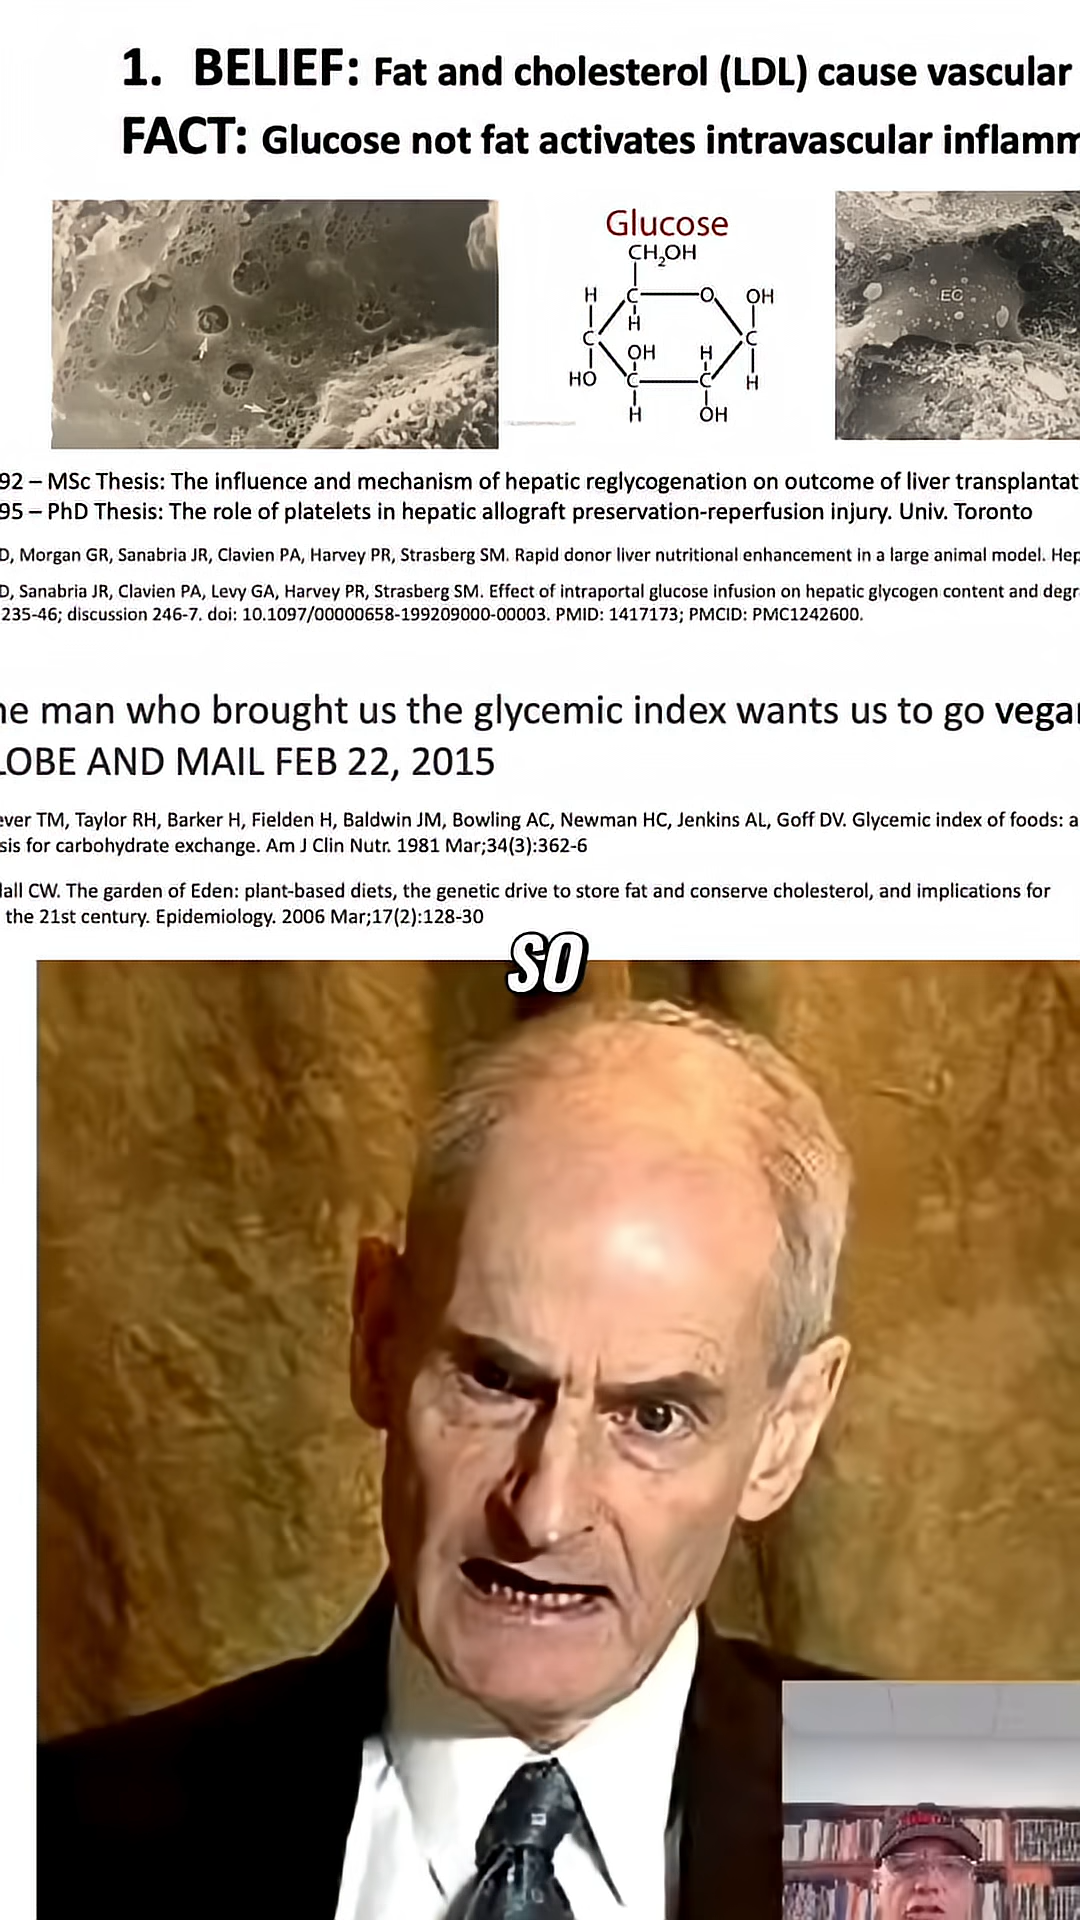 1. BELIEF: Fat and cholesterol (LDL) cause vascular
FACT: Glucose not fat activates intravascular inflamm
Glucose
CH2OH
H C O OH
H
C C
OH H
HO C C H
H OH
EC
92 – MSc Thesis: The influence and mechanism of hepatic reglycogenation on outcome of liver transplantat
95 – PhD Thesis: The role of platelets in hepatic allograft preservation-reperfusion injury. Univ. Toronto
D, Morgan GR, Sanabria JR, Clavien PA, Harvey PR, Strasberg SM. Rapid donor liver nutritional enhancement in a large animal model. Hep
D, Sanabria JR, Clavien PA, Levy GA, Harvey PR, Strasberg SM. Effect of intraportal glucose infusion on hepatic glycogen content and degr
235-46; discussion 246-7. doi: 10.1097/00000658-199209000-00003. PMID: 1417173; PMCID: PMC1242600.
he man who brought us the glycemic index wants us to go vegan
LOBE AND MAIL FEB 22, 2015
ever TM, Taylor RH, Barker H, Fielden H, Baldwin JM, Bowling AC, Newman HC, Jenkins AL, Goff DV. Glycemic index of foods: a
sis for carbohydrate exchange. Am J Clin Nutr. 1981 Mar;34(3):362-6
dall CW. The garden of Eden: plant-based diets, the genetic drive to store fat and conserve cholesterol, and implications for
the 21st century. Epidemiology. 2006 Mar;17(2):128-30
SO